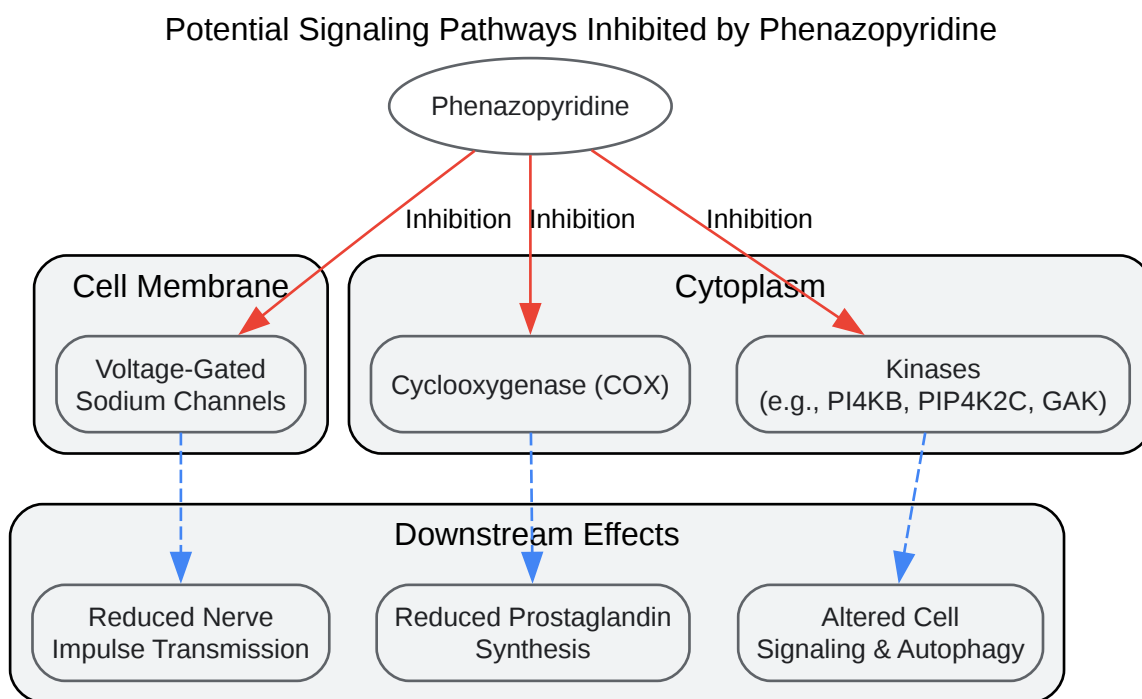 Potential Signaling Pathways Inhibited by Phenazopyridine
Phenazopyridine
Inhibition
Inhibition
Inhibition
Cell Membrane
Cytoplasm
Voltage-Gated
Sodium Channels
Cyclooxygenase (COX)
Kinases
(e.g., PI4KB, PIP4K2C, GAK)
Downstream Effects
Reduced Nerve
Impulse Transmission
Reduced Prostaglandin
Synthesis
Altered Cell
Signaling & Autophagy